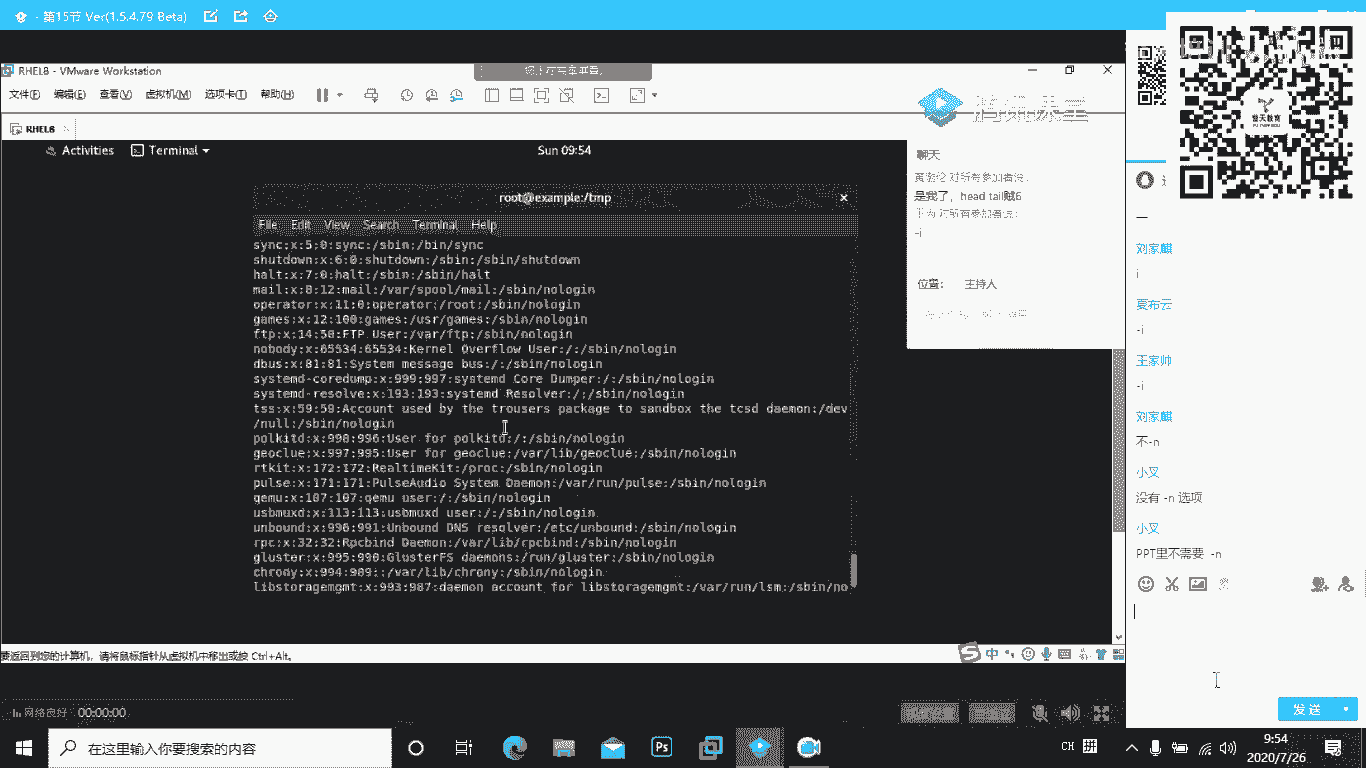 · 第15节 Ver(1.5.4.79 Beta)
RHEL8 - VMware Workstation
文件(F) 编辑(E) 查看(V) 虚拟机(M) 选项卡(T) 帮助(H)
RHEL8
腾讯课堂
Activities
Terminal
Sun 09:54
root@example:/tmp
File Edit View Search Terminal Help
sync:x:5:0:sync:/sbin:/bin/sync
shutdown:x:6:0:shutdown:/sbin:/sbin/shutdown
halt:x:7:0:halt:/sbin:/sbin/halt
mail:x:8:12:mail:/var/spool/mail:/sbin/nologin
operator:x:11:0:operator:/root:/sbin/nologin
games:x:12:100:games:/usr/games:/sbin/nologin
ftp:x:14:50:FTP User:/var/ftp:/sbin/nologin
nobody:x:65534:65534:Kernel Overflow User:/:/sbin/nologin
dbus:x:81:81:System message bus:/:/sbin/nologin
systemd-coredump:x:999:997:systemd Core Dumper:/:/sbin/nologin
systemd-resolve:x:193:193:systemd Resolver:/:/sbin/nologin
tss:x:59:59:Account used by the trousers package to sandbox the tcsd daemon:/dev
/null:/sbin/nologin
polkitd:x:998:996:User for polkitd:/:/sbin/nologin
geoclue:x:997:995:User for geoclue:/var/lib/geoclue:/sbin/nologin
rtkit:x:172:172:RealtimeKit:/proc:/sbin/nologin
pulse:x:171:171:PulseAudio System Daemon:/var/run/pulse:/sbin/nologin
qemu:x:107:107:qemu user:/:/sbin/nologin
usbmuxd:x:113:113:usbmuxd user:/:/sbin/nologin
unbound:x:996:991:Unbound DNS resolver:/etc/unbound:/sbin/nologin
rpc:x:32:32:Rpcbind Daemon:/var/lib/rpcbind:/sbin/nologin
gluster:x:995:990:GlusterFS daemons:/run/gluster:/sbin/nologin
chrony:x:994:989::/var/lib/chrony:/sbin/nologin
libstoragemgmt:x:993:987:daemon account for libstoragemgmt:/var/run/lsm:/sbin/no
聊天
是我了，head tail贼6
-i
位置： 主持人
普天教育
刘家麒
i
夏布云
-i
王家帅
-i
刘家麒
不-n
小叉
没有 -n 选项
小叉
PPT里不需要 -n
发送
要返回到您的计算机，请将鼠标指针从虚拟机中移出或按 Ctrl+Alt。
中
网络良好 00:00:00
在这里输入你要搜索的内容
Ps
CH 拼
9:54
2020/7/26